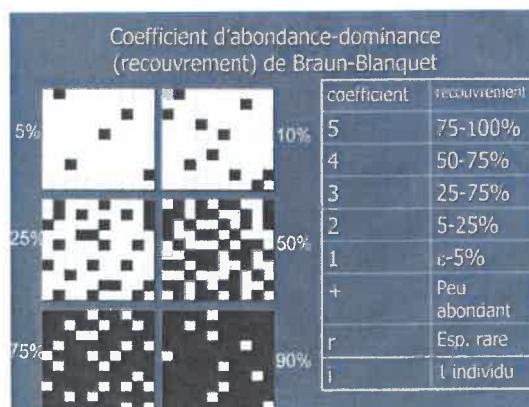 Coefficient d'abondance-dominance
(recouvrement) de Braun-Blanquet
5%
10%
25%
50%
75%
90%
coefficient recouvrement
5 75-100%
4 50-75%
3 25-75%
2 5-25%
1 -5%
+ Peu
abondant
r Esp. rare
i 1 individu